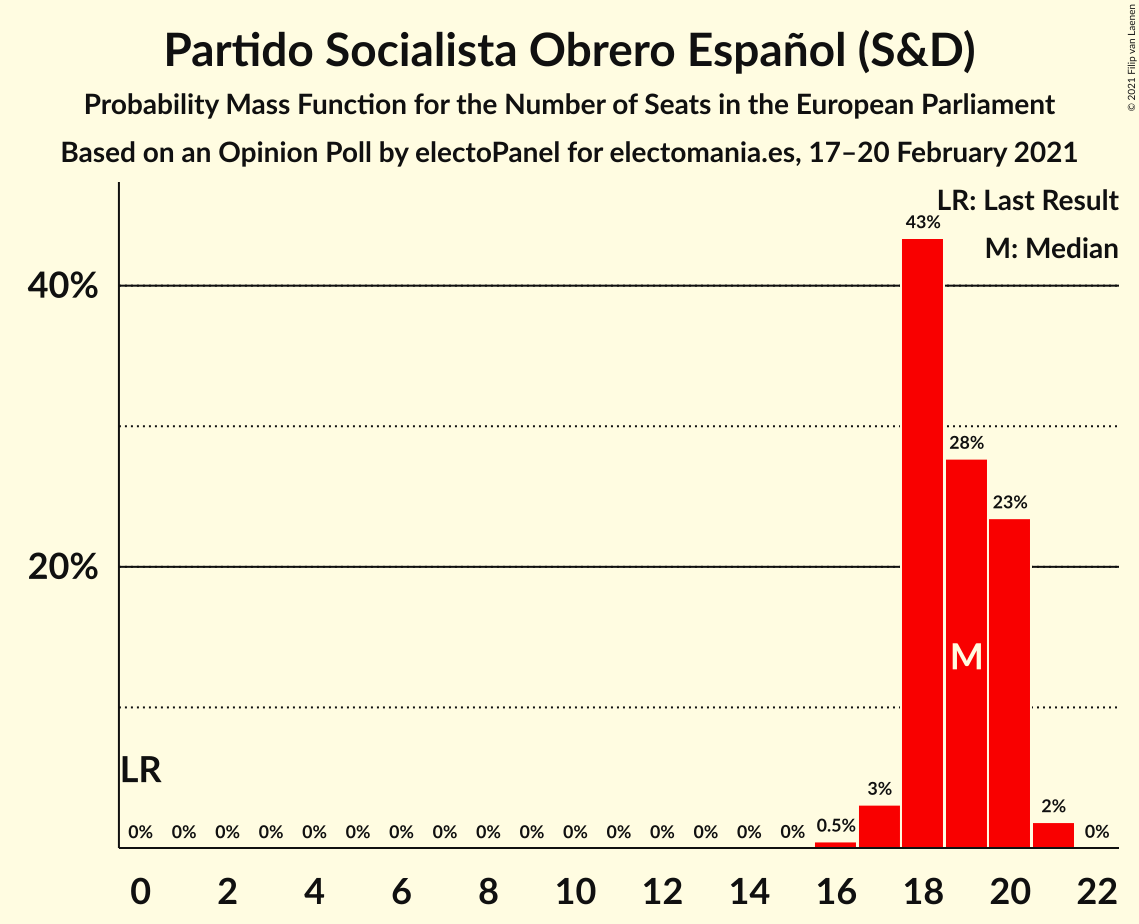 Partido Socialista Obrero Español (S&D)
Probability Mass Function for the Number of Seats in the European Parliament
Based on an Opinion Poll by electoPanel for electomania.es, 17–20 February 2021
© 2021 Filip van Laenen
LR: Last Result
M: Median
43%
40%
28%
23%
20%
M
LR
3%
2%
0% 0% 0% 0% 0% 0% 0% 0% 0% 0% 0% 0% 0% 0% 0% 0% 0.5% 0%
0 2 4 6 8 10 12 14 16 18 20 22